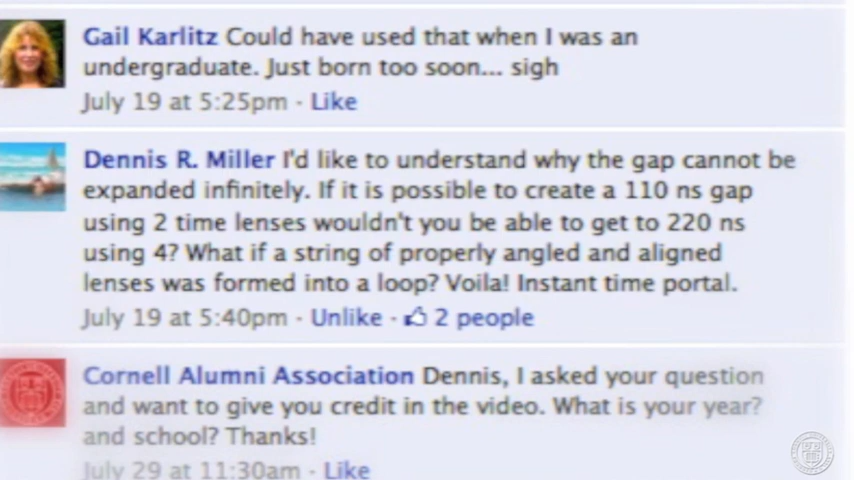 Gail Karlitz Could have used that when I was an
undergraduate. Just born too soon... sigh
July 19 at 5:25pm · Like
Dennis R. Miller I'd like to understand why the gap cannot be
expanded infinitely. If it is possible to create a 110 ns gap
using 2 time lenses wouldn't you be able to get to 220 ns
using 4? What if a string of properly angled and aligned
lenses was formed into a loop? Voila! Instant time portal.
July 19 at 5:40pm · Unlike · 2 people
Cornell Alumni Association Dennis, I asked your question
and want to give you credit in the video. What is your year?
and school? Thanks!
July 29 at 11:30am · Like